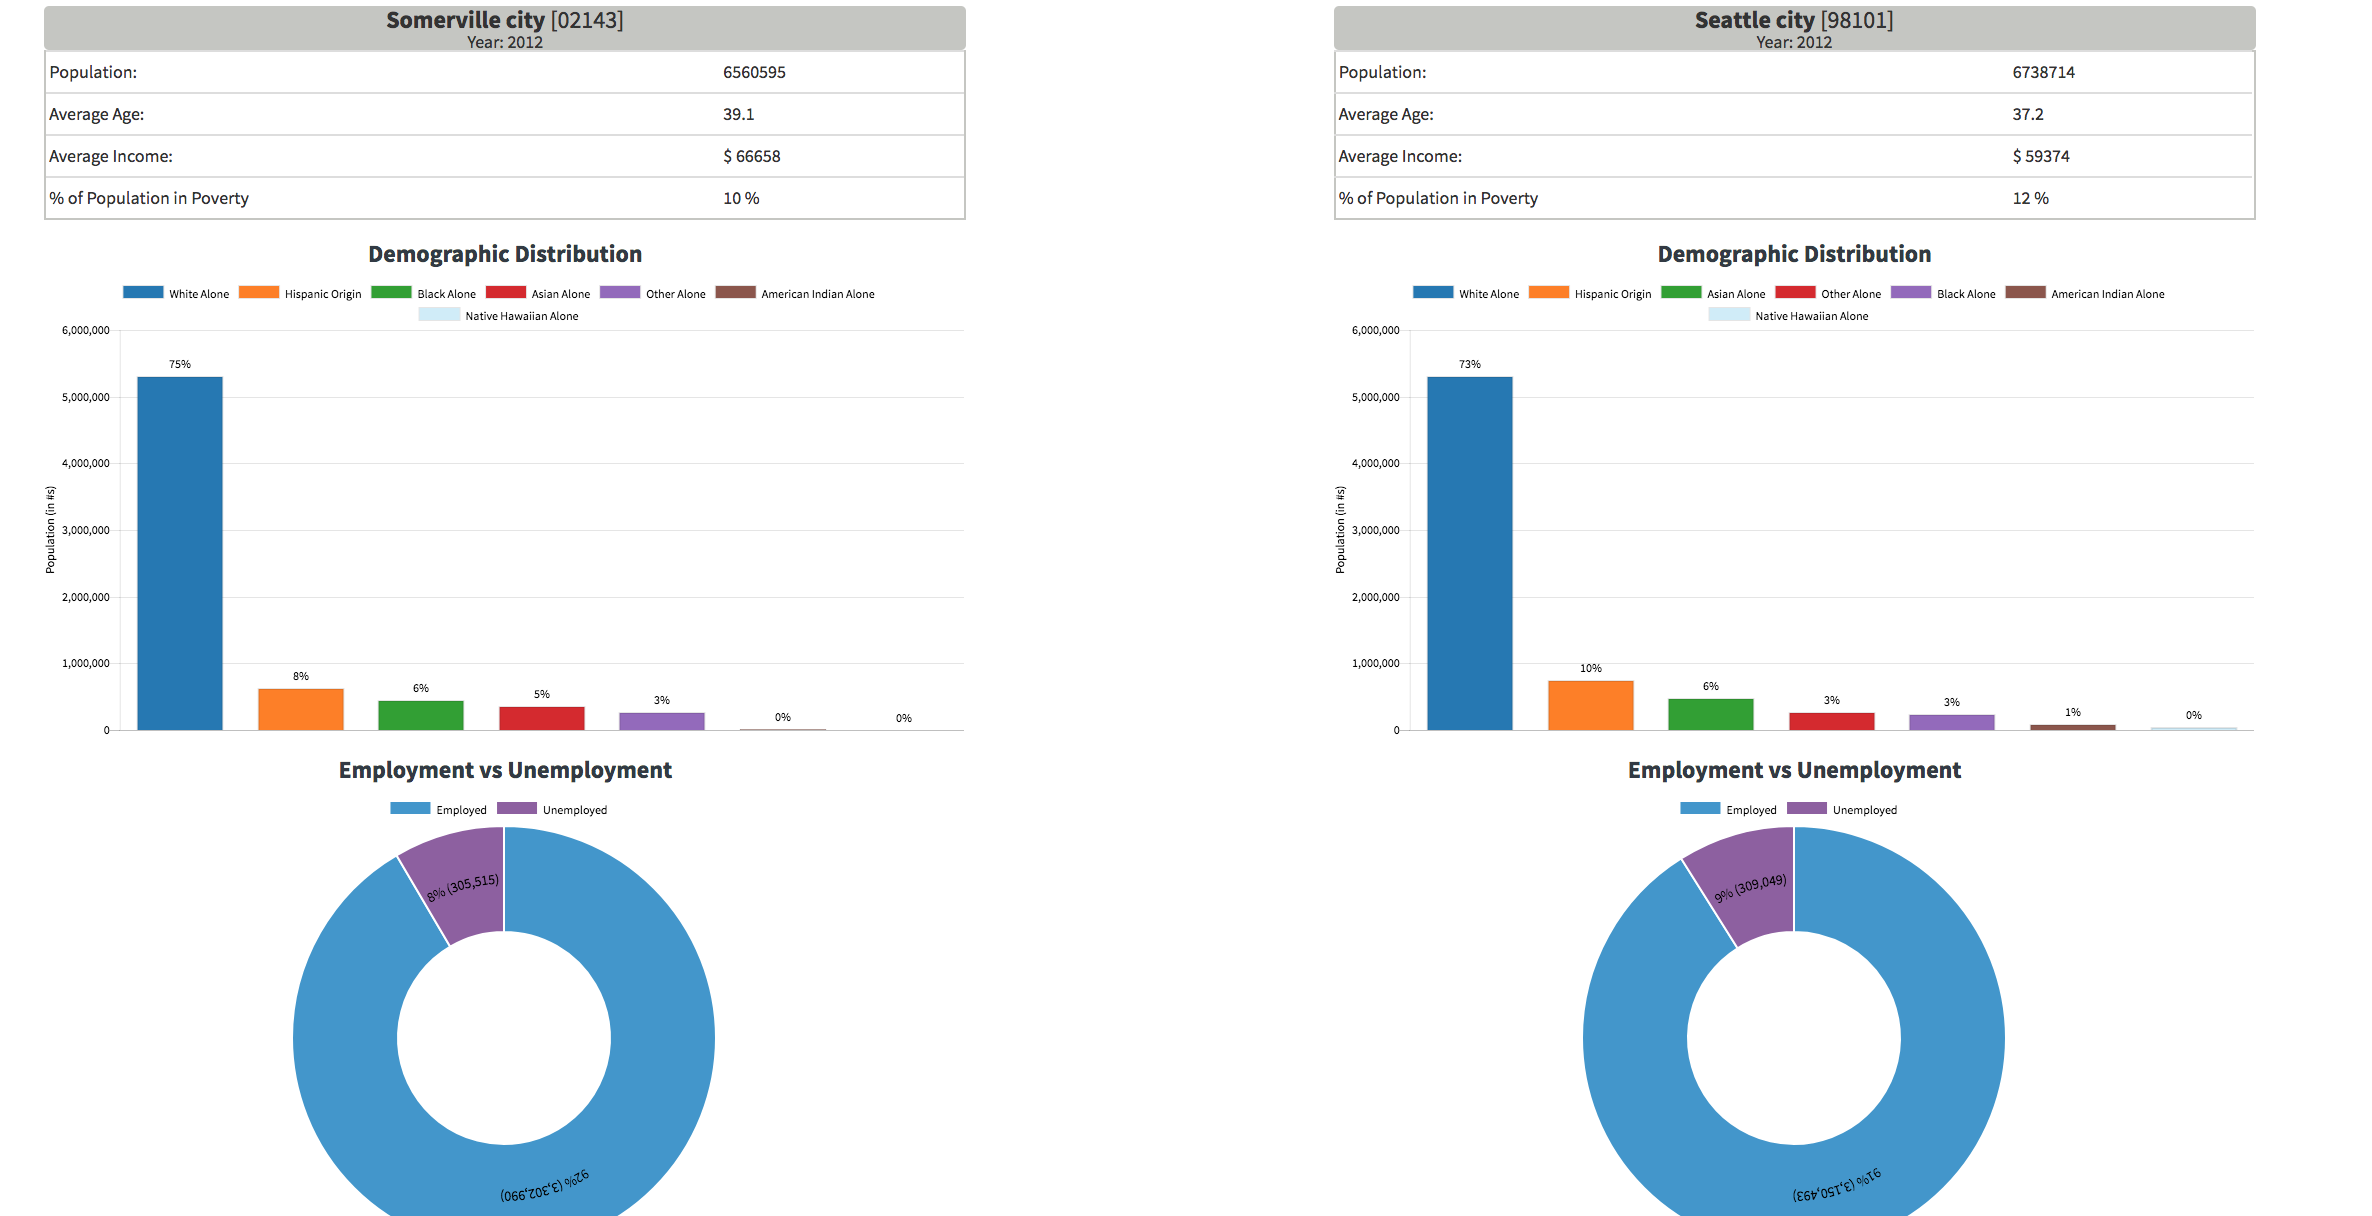 Somerville city [02143]
Year: 2012
Population: 6560595
Average Age: 39.1
Average Income: $ 66658
% of Population in Poverty 10 %
Demographic Distribution
White Alone Hispanic Origin Black Alone Asian Alone Other Alone American Indian Alone
Native Hawaiian Alone
Population (in #s)
6,000,000
5,000,000
4,000,000
3,000,000
2,000,000
1,000,000
0
75%
8%
6%
5%
3%
0%
0%
Employment vs Unemployment
Employed Unemployed
8% (305,515)
92% (3,302,990)
Seattle city [98101]
Year: 2012
Population: 6738714
Average Age: 37.2
Average Income: $ 59374
% of Population in Poverty 12 %
Demographic Distribution
White Alone Hispanic Origin Asian Alone Other Alone Black Alone American Indian Alone
Native Hawaiian Alone
Population (in #s)
6,000,000
5,000,000
4,000,000
3,000,000
2,000,000
1,000,000
0
73%
10%
6%
3%
3%
1%
0%
Employment vs Unemployment
Employed Unemployed
9% (309,049)
91% (3,150,493)